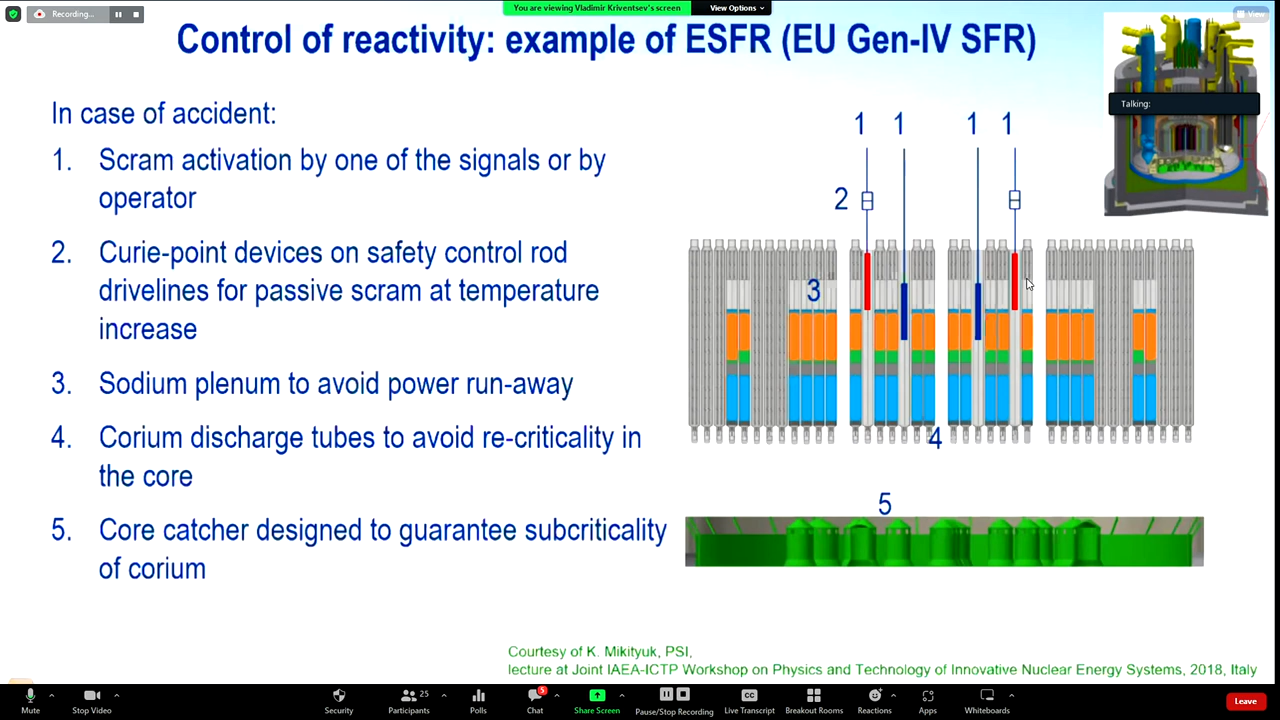 Recording...
You are viewing Vladimir Kriventsev's screen
View Options
View
Control of reactivity: example of ESFR (EU Gen-IV SFR)
Talking:
In case of accident:
1. Scram activation by one of the signals or by
operator
2. Curie-point devices on safety control rod
drivelines for passive scram at temperature
increase
3. Sodium plenum to avoid power run-away
4. Corium discharge tubes to avoid re-criticality in
the core
5. Core catcher designed to guarantee subcriticality
of corium
1 1 1 1
2
3
4
5
Courtesy of K. Mikityuk, PSI,
lecture at Joint IAEA-ICTP Workshop on Physics and Technology of Innovative Nuclear Energy Systems, 2018, Italy
Mute
Stop Video
Security
Participants
25
Polls
Chat
5
Share Screen
Pause/Stop Recording
CC
Live Transcript
Breakout Rooms
Reactions
Apps
Whiteboards
Leave